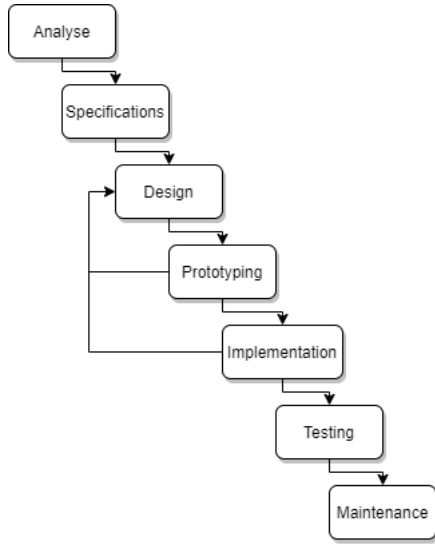 Analyse
Specifications
Design
Prototyping
Implementation
Testing
Maintenance